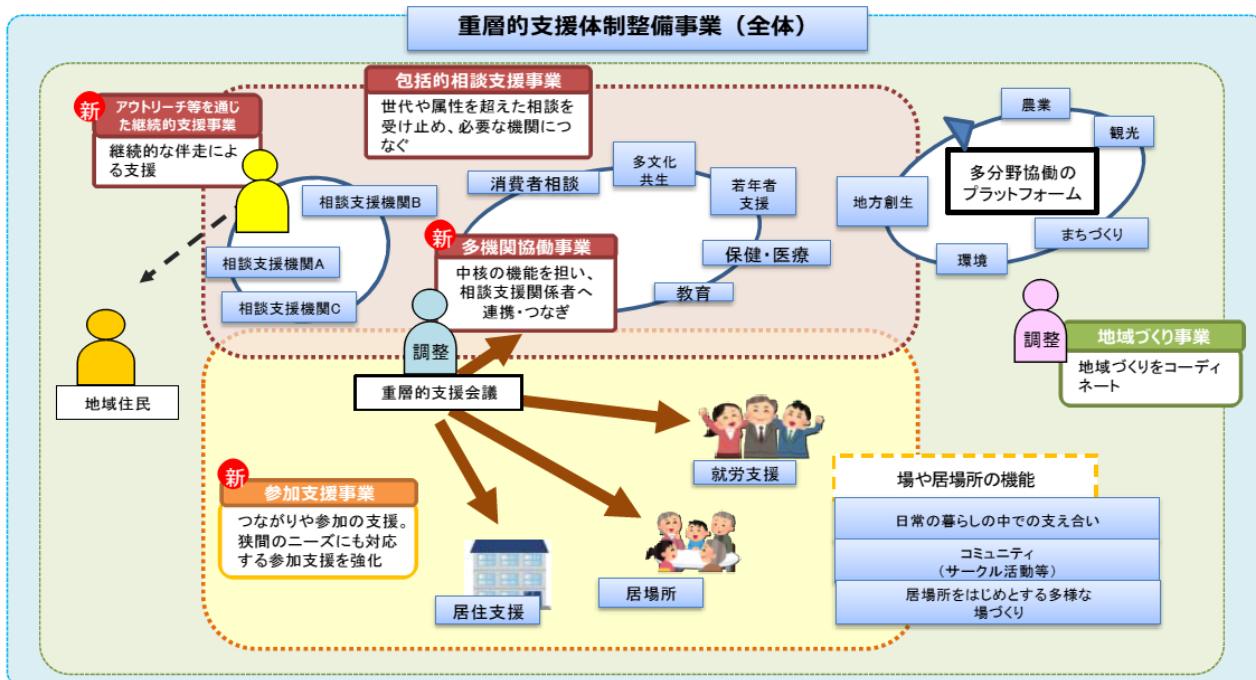 重層的支援体制整備事業（全体）
新
アウトリーチ等を通じ
た継続的支援事業
継続的な伴走によ
る支援
包括的相談支援事業
世代や属性を超えた相談を
受け止め、必要な機関につ
なぐ
相談支援機関B
相談支援機関A
相談支援機関C
消費者相談
多文化
共生
若年者
支援
保健・医療
教育
新
多機関協働事業
中核の機能を担い、
相談支援関係者へ
連携・つなぎ
調整
重層的支援会議
地域住民
農業
観光
多分野協働の
プラットフォーム
地方創生
まちづくり
環境
調整
地域づくり事業
地域づくりをコーディ
ネート
新
参加支援事業
つながりや参加の支援。
狭間のニーズにも対応
する参加支援を強化
就労支援
居場所
居住支援
場や居場所の機能
日常の暮らしの中での支え合い
コミュニティ
（サークル活動等）
居場所をはじめとする多様な
場づくり